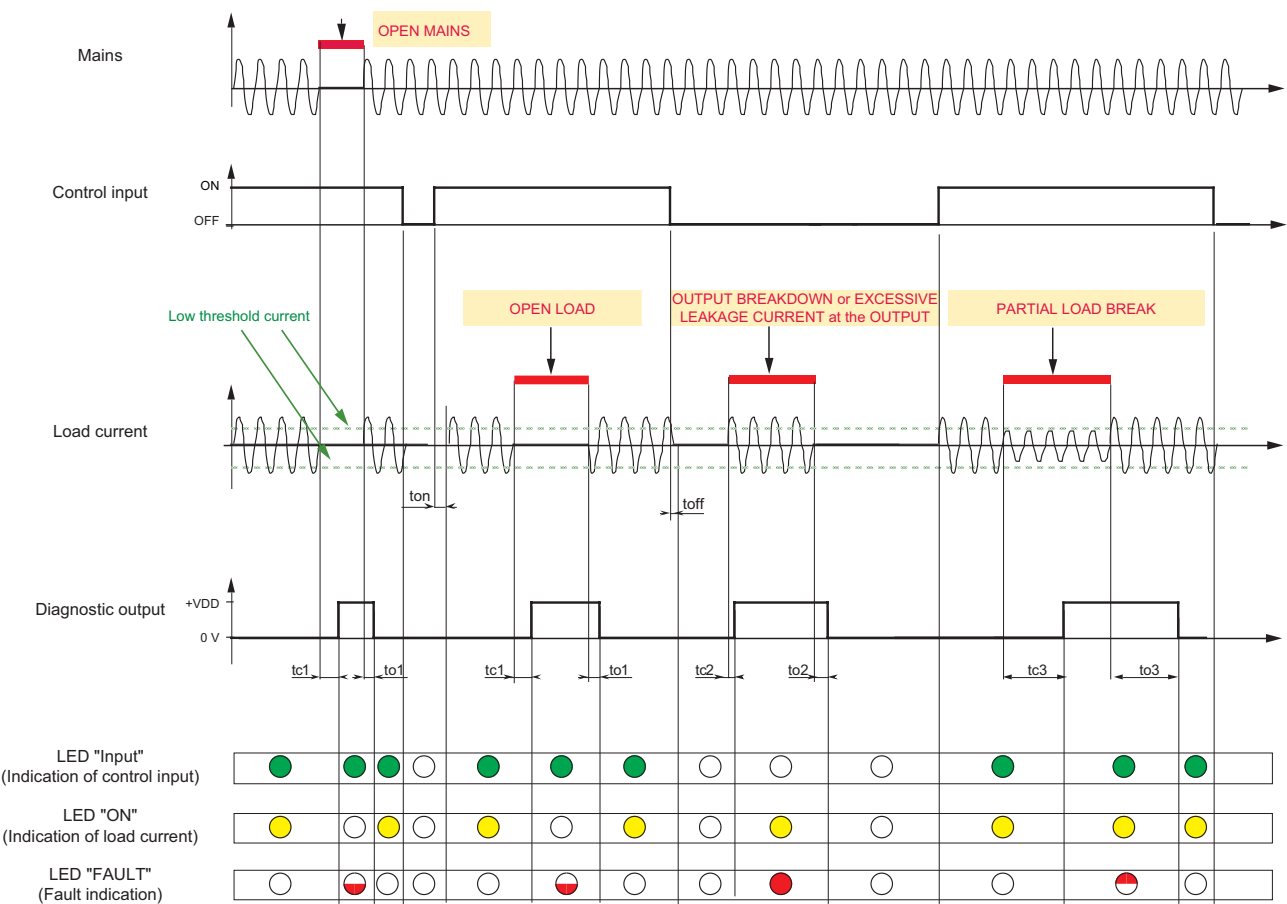 OPEN MAINS
Mains
Control input
ON
OFF
OPEN LOAD
OUTPUT BREAKDOWN or EXCESSIVE
LEAKAGE CURRENT at the OUTPUT
PARTIAL LOAD BREAK
Low threshold current
Load current
ton
toff
Diagnostic output
+VDD
0 V
tc1
to1
tc1
to1
tc2
to2
tc3
to3
LED "Input"
(Indication of control input)
LED "ON"
(Indication of load current)
LED "FAULT"
(Fault indication)